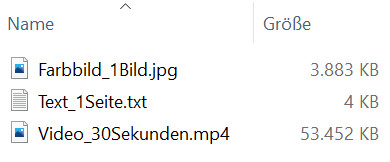 Name Größe
Farbbild_1Bild.jpg 3.883 KB
Text_1Seite.txt 4 KB
Video_30Sekunden.mp4 53.452 KB